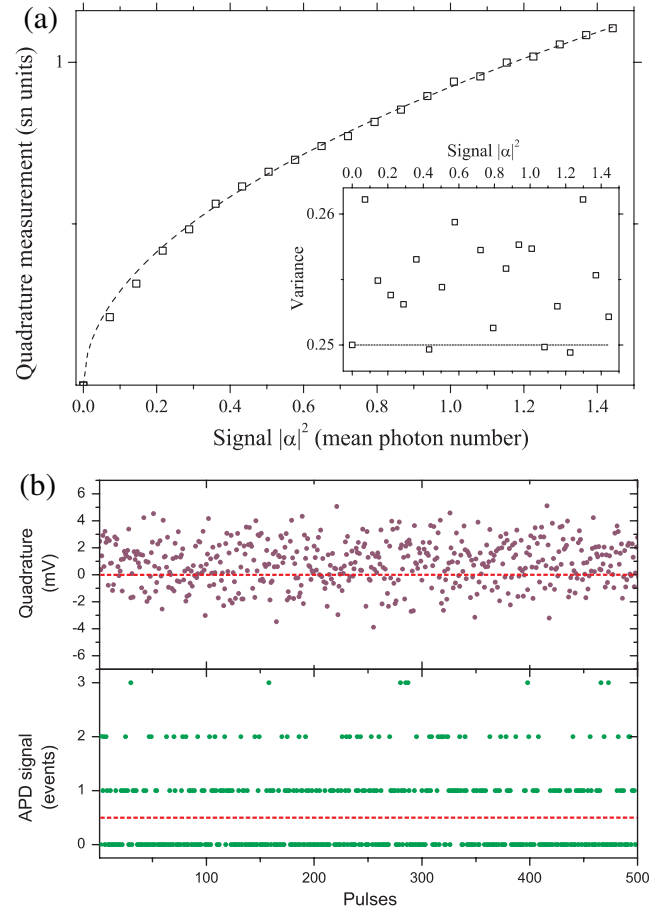 (a)
Quadrature measurement (sn units)
1
0.0 0.2 0.4 0.6 0.8 1.0 1.2 1.4
Signal |α|² (mean photon number)
Signal |α|²
0.0 0.2 0.4 0.6 0.8 1.0 1.2 1.4
Variance
0.26
0.25
(b)
Quadrature
(mV)
6
4
2
0
-2
-4
-6
APD signal
(events)
3
2
1
0
100 200 300 400 500
Pulses